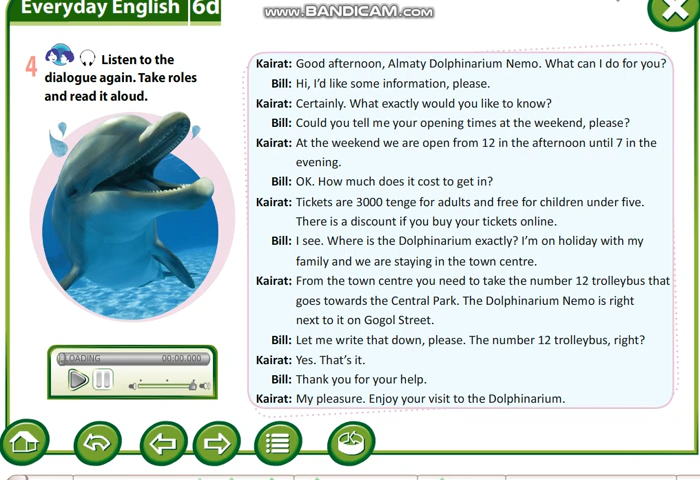 Everyday English 6d
www.BANDICAM.com
4 Listen to the
dialogue again. Take roles
and read it aloud.
Kairat: Good afternoon, Almaty Dolphinarium Nemo. What can I do for you?
Bill: Hi, I’d like some information, please.
Kairat: Certainly. What exactly would you like to know?
Bill: Could you tell me your opening times at the weekend, please?
Kairat: At the weekend we are open from 12 in the afternoon until 7 in the
evening.
Bill: OK. How much does it cost to get in?
Kairat: Tickets are 3000 tenge for adults and free for children under five.
There is a discount if you buy your tickets online.
Bill: I see. Where is the Dolphinarium exactly? I’m on holiday with my
family and we are staying in the town centre.
Kairat: From the town centre you need to take the number 12 trolleybus that
goes towards the Central Park. The Dolphinarium Nemo is right
next to it on Gogol Street.
Bill: Let me write that down, please. The number 12 trolleybus, right?
Kairat: Yes. That’s it.
Bill: Thank you for your help.
Kairat: My pleasure. Enjoy your visit to the Dolphinarium.
LOADING 00:00.000